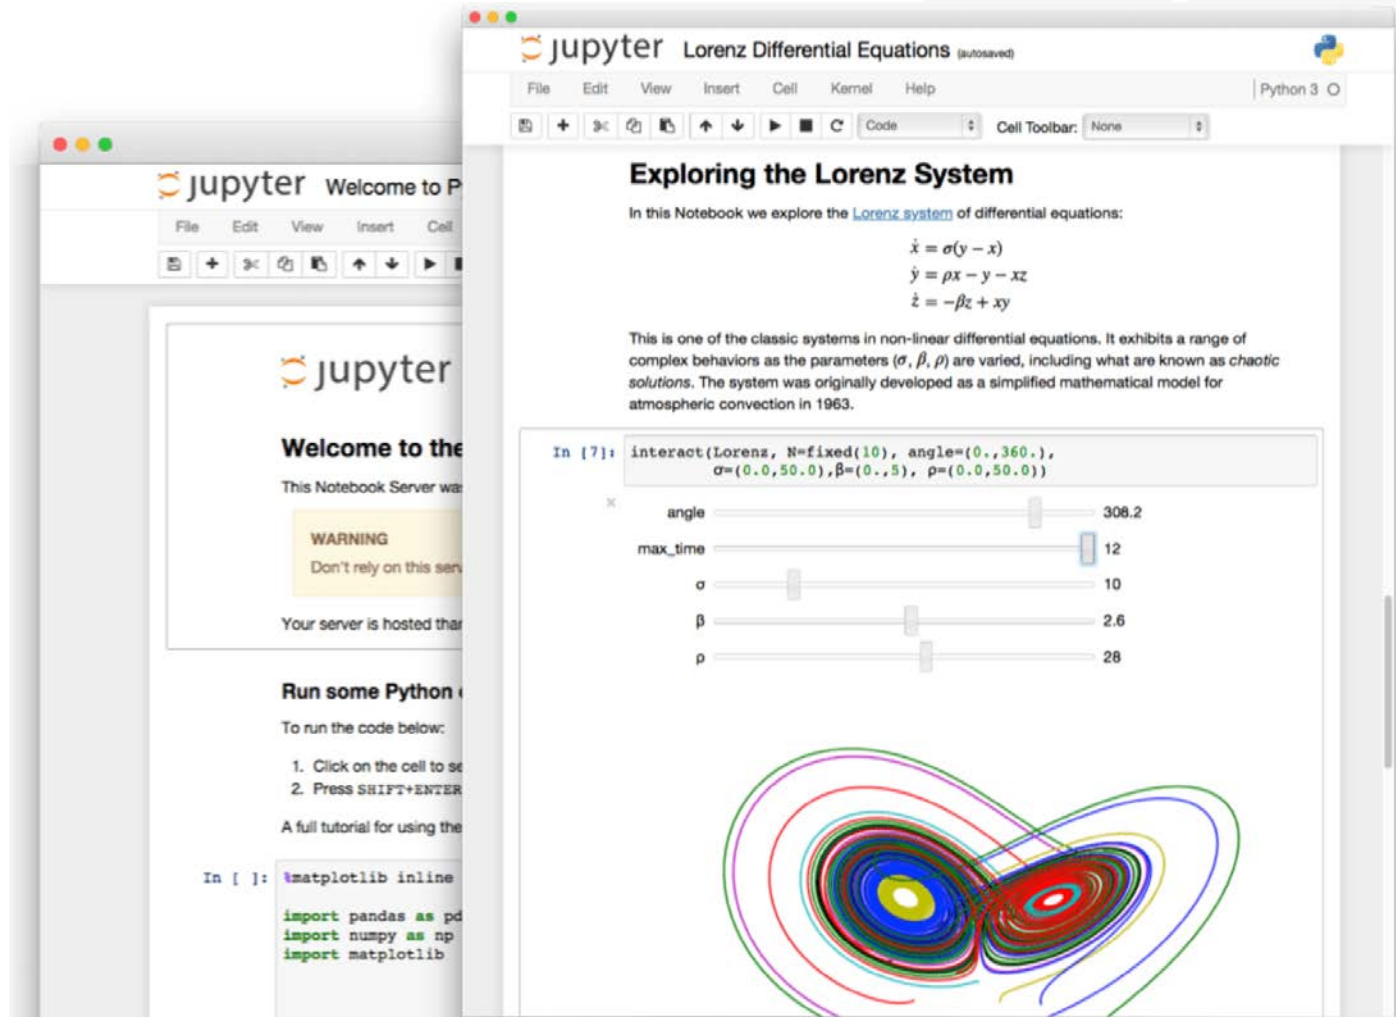 jupyter Lorenz Differential Equations (autosaved)
File Edit View Insert Cell Kernel Help Python 3
Code Cell Toolbar: None
Exploring the Lorenz System
In this Notebook we explore the Lorenz system of differential equations:
ẋ = σ(y − x)
ẏ = ρx − y − xz
ż = −βz + xy
This is one of the classic systems in non-linear differential equations. It exhibits a range of
complex behaviors as the parameters (σ, β, ρ) are varied, including what are known as chaotic
solutions. The system was originally developed as a simplified mathematical model for
atmospheric convection in 1963.
In [7]: interact(Lorenz, N=fixed(10), angle=(0.,360.),
σ=(0.0,50.0),β=(0.,5), ρ=(0.0,50.0))
angle 308.2
max_time 12
σ 10
β 2.6
ρ 28
jupyter Welcome to P
File Edit View Insert Cell
jupyter
Welcome to the
This Notebook Server was
WARNING
Don't rely on this serv
Your server is hosted than
Run some Python
To run the code below:
1. Click on the cell to se
2. Press SHIFT+ENTER
A full tutorial for using the
In [ ]: %matplotlib inline
import pandas as pd
import numpy as np
import matplotlib